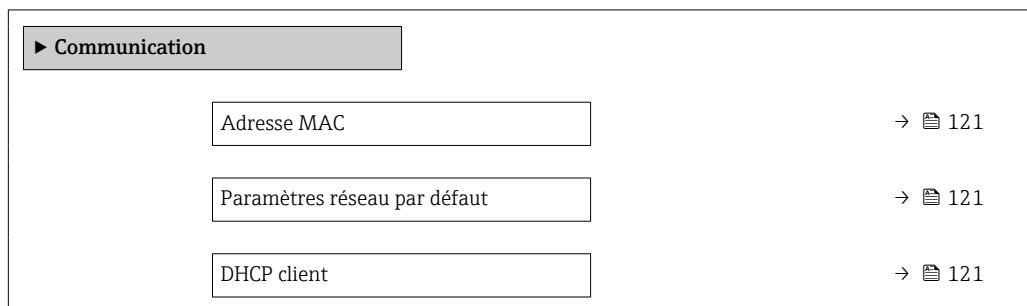 ► Communication
Adresse MAC → 121
Paramètres réseau par défaut → 121
DHCP client → 121